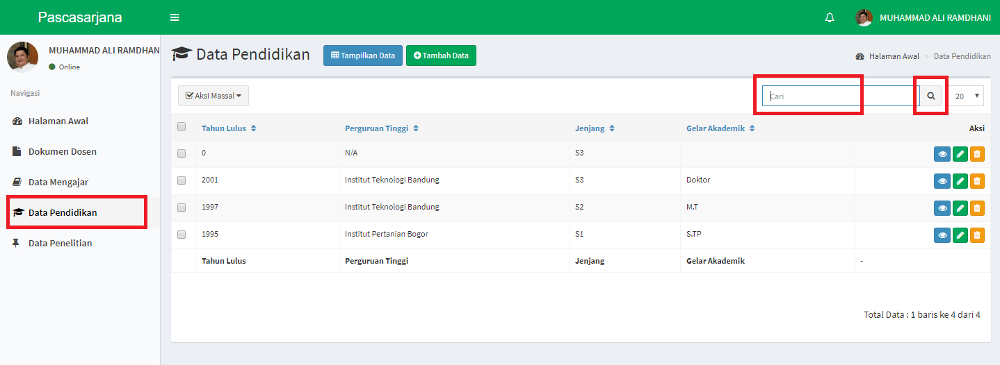 Pascasarjana
MUHAMMAD ALI RAMDHANI
MUHAMMAD ALI RAMDHAN
Online
Navigasi
Halaman Awal
Dokumen Dosen
Data Mengajar
Data Pendidikan
Data Penelitian
Data Pendidikan Tampilkan Data Tambah Data
Halaman Awal > Data Pendidikan
Aksi Massal Cari 20
Tahun Lulus Perguruan Tinggi Jenjang Gelar Akademik Aksi
0 N/A S3
2001 Institut Teknologi Bandung S3 Doktor
1997 Institut Teknologi Bandung S2 M.T
1995 Institut Pertanian Bogor S1 S.TP
Tahun Lulus Perguruan Tinggi Jenjang Gelar Akademik -
Total Data : 1 baris ke 4 dari 4